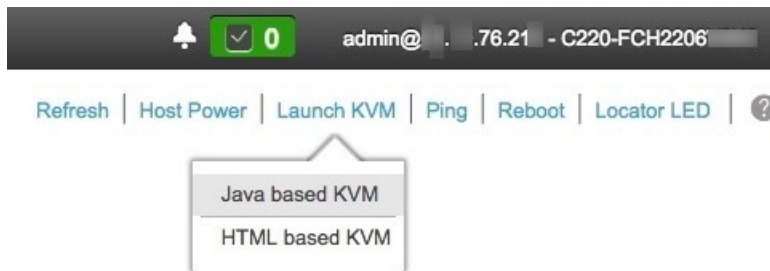 0 admin@ . .76.21 - C220-FCH2206
Refresh | Host Power | Launch KVM | Ping | Reboot | Locator LED | ?
Java based KVM
HTML based KVM